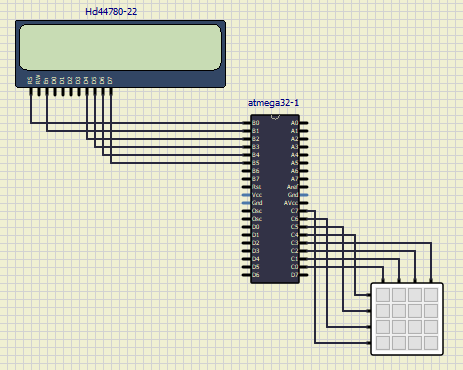 Hd44780-22
RS RW En D0 D1 D2 D3 D4 D5 D6 D7
atmega32-1
B0 A0
B1 A1
B2 A2
B3 A3
B4 A4
B5 A5
B6 A6
B7 A7
Rst Aref
Vcc Gnd
Gnd AVcc
Osc C7
Osc C6
D0 C5
D1 C4
D2 C3
D3 C2
D4 C1
D5 C0
D6 D7